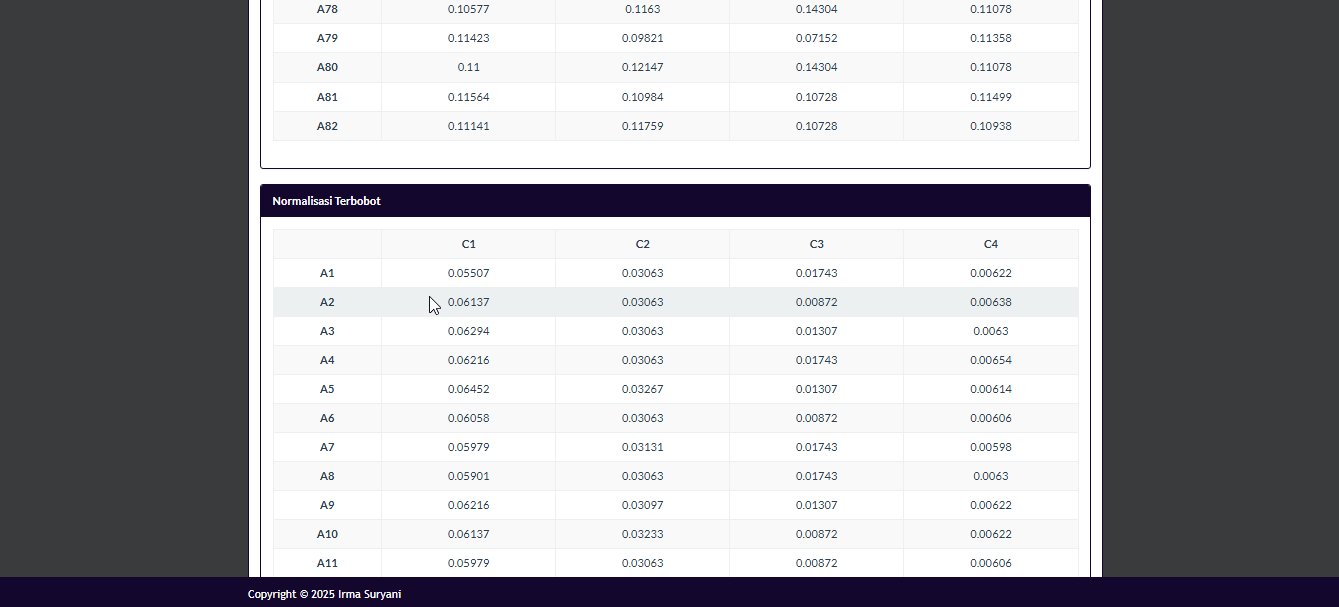 A78 0.10577 0.1163 0.14304 0.11078
A79 0.11423 0.09821 0.07152 0.11358
A80 0.11 0.12147 0.14304 0.11078
A81 0.11564 0.10984 0.10728 0.11499
A82 0.11141 0.11759 0.10728 0.10938
Normalisasi Terbobot
C1 C2 C3 C4
A1 0.05507 0.03063 0.01743 0.00622
A2 0.06137 0.03063 0.00872 0.00638
A3 0.06294 0.03063 0.01307 0.0063
A4 0.06216 0.03063 0.01743 0.00654
A5 0.06452 0.03267 0.01307 0.00614
A6 0.06058 0.03063 0.00872 0.00606
A7 0.05979 0.03131 0.01743 0.00598
A8 0.05901 0.03063 0.01743 0.0063
A9 0.06216 0.03097 0.01307 0.00622
A10 0.06137 0.03233 0.00872 0.00622
A11 0.05979 0.03063 0.00872 0.00606
Copyright © 2025 Irma Suryani